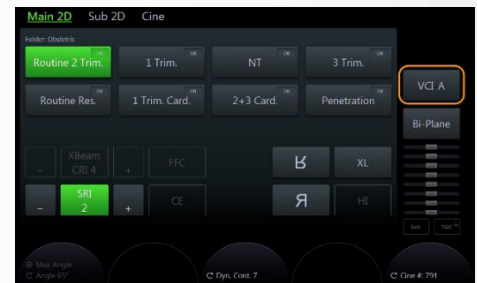 Main 2D Sub 2D Cine
Folder: Obstetric
Routine 2 Trim. 1 Trim. NT 3 Trim.
VCI A
Routine Res. 1 Trim. Card. 2+3 Card. Penetration
Bi-Plane
XBeam
CRI 4
- + FFC XL
SRI
2
- + CE HI
TGC
Max Angle
Angle 65° Dyn. Cont. 7 Cine #: 794